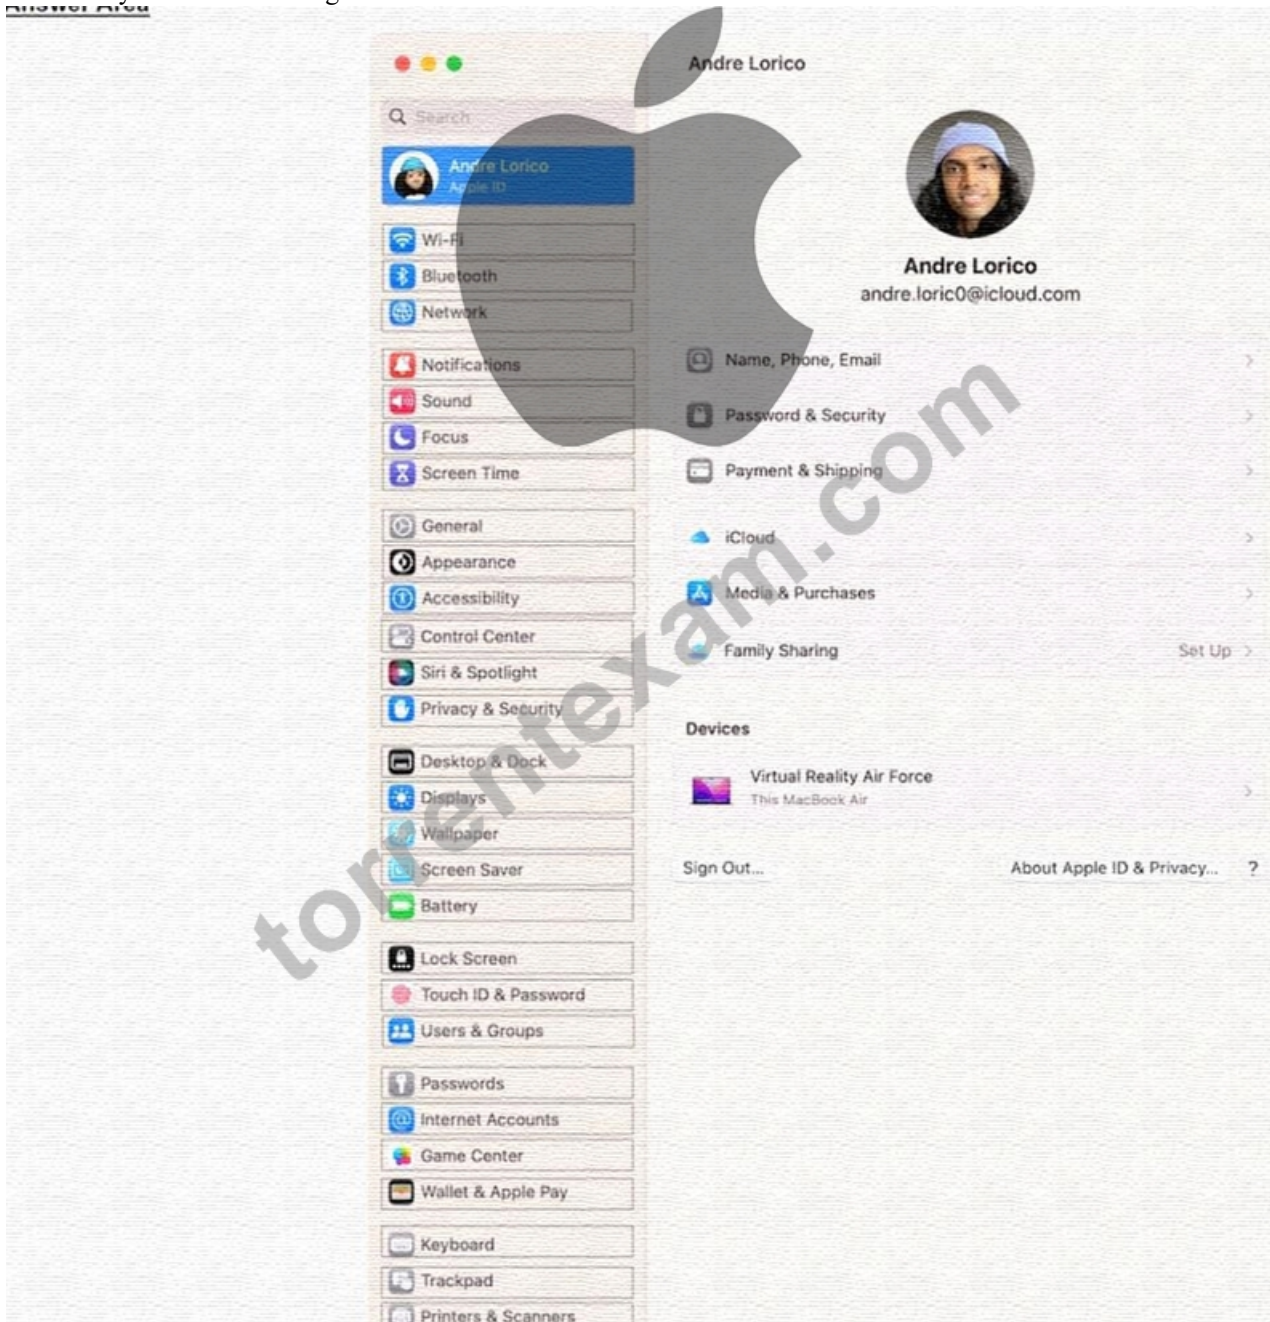 Answer Area
Andre Lorico
Search
Andre Lorico
Apple ID
Wi-Fi
Bluetooth
Network
Notifications
Sound
Focus
Screen Time
General
Appearance
Accessibility
Control Center
Siri & Spotlight
Privacy & Security
Desktop & Dock
Displays
Wallpaper
Screen Saver
Battery
Lock Screen
Touch ID & Password
Users & Groups
Passwords
Internet Accounts
Game Center
Wallet & Apple Pay
Keyboard
Trackpad
Printers & Scanners
Andre Lorico
andre.loric0@icloud.com
Name, Phone, Email
Password & Security
Payment & Shipping
iCloud
Media & Purchases
Family Sharing Set Up
Devices
Virtual Reality Air Force
This MacBook Air
Sign Out... About Apple ID & Privacy... ?
torrentexam.com